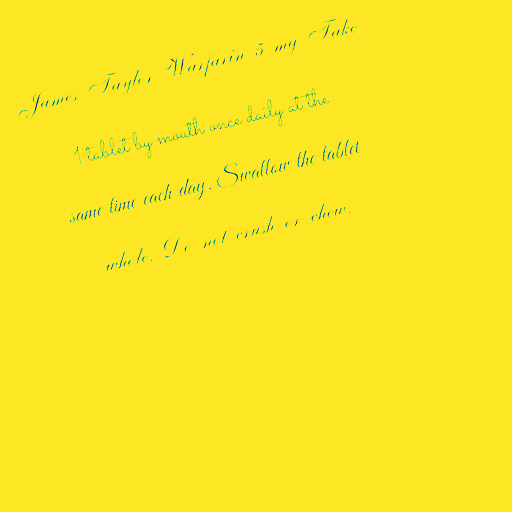 James Taylor Warfarin 5 mg Take
1 tablet by mouth once daily at the
same time each day. Swallow the tablet
whole. Do not crush or chew.